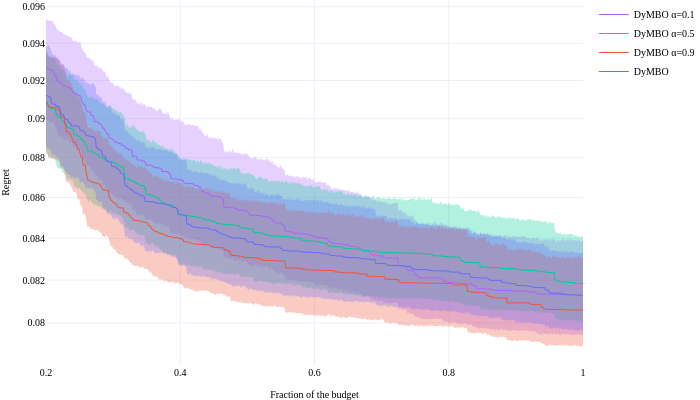 0.096
0.094
0.092
0.09
0.088
0.086
0.084
0.082
0.08
Regret
0.2
0.4
0.6
0.8
1
Fraction of the budget
DyMBO α=0.1
DyMBO α=0.5
DyMBO α=0.9
DyMBO